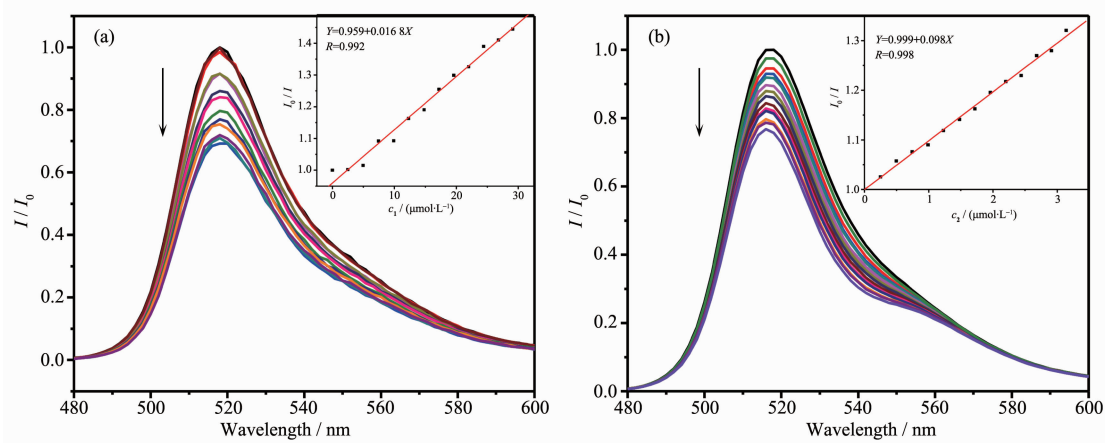 (a)
Y=0.959+0.016 8X
R=0.992
I₀ / I
1.4
1.3
1.2
1.1
1.0
0 10 20 30
c₁ / (μmol·L⁻¹)
I / I₀
1.0
0.8
0.6
0.4
0.2
0.0
480 500 520 540 560 580 600
Wavelength / nm
(b)
Y=0.999+0.098X
R=0.998
I₀ / I
1.3
1.2
1.1
1.0
0 1 2 3
c₂ / (μmol·L⁻¹)
I / I₀
1.0
0.8
0.6
0.4
0.2
0.0
480 500 520 540 560 580 600
Wavelength / nm